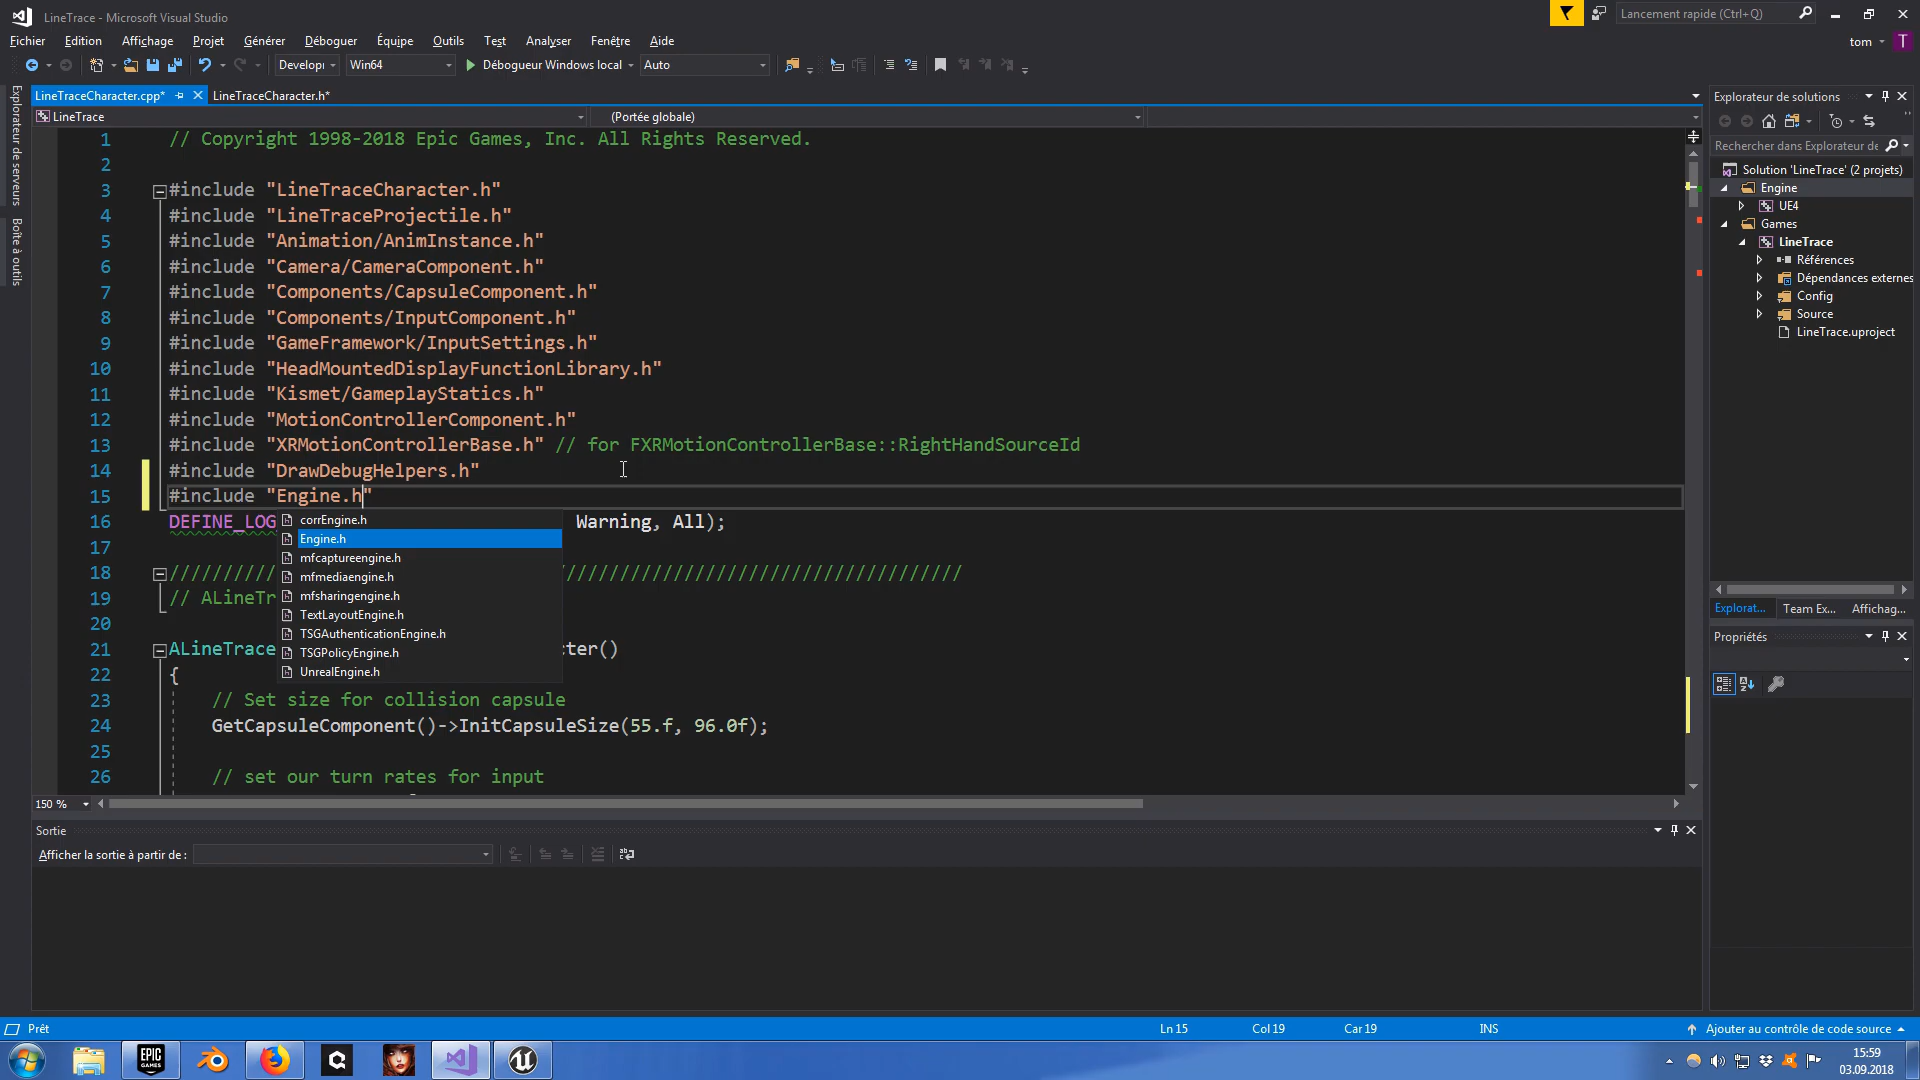 LineTrace - Microsoft Visual Studio
Lancement rapide (Ctrl+Q)
Fichier Edition Affichage Projet Générer Déboguer Équipe Outils Test Analyser Fenêtre Aide
tom T
Develop Win64 Débogueur Windows local Auto
LineTraceCharacter.cpp* LineTraceCharacter.h*
LineTrace (Portée globale)
Explorateur de serveurs
Boîte à outils
1 // Copyright 1998-2018 Epic Games, Inc. All Rights Reserved.
2
3 #include "LineTraceCharacter.h"
4 #include "LineTraceProjectile.h"
5 #include "Animation/AnimInstance.h"
6 #include "Camera/CameraComponent.h"
7 #include "Components/CapsuleComponent.h"
8 #include "Components/InputComponent.h"
9 #include "GameFramework/InputSettings.h"
10 #include "HeadMountedDisplayFunctionLibrary.h"
11 #include "Kismet/GameplayStatics.h"
12 #include "MotionControllerComponent.h"
13 #include "XRMotionControllerBase.h" // for FXRMotionControllerBase::RightHandSourceId
14 #include "DrawDebugHelpers.h"
15 #include "Engine.h"
16 DEFINE_LOG Warning, All);
17
18 ////////// /////////////////////////////////////
19 // ALineTr
20
21 ALineTrace cter()
22 {
23 // Set size for collision capsule
24 GetCapsuleComponent()->InitCapsuleSize(55.f, 96.0f);
25
26 // set our turn rates for input
corrEngine.h
Engine.h
mfcaptureengine.h
mfmediaengine.h
mfsharingengine.h
TextLayoutEngine.h
TSGAuthenticationEngine.h
TSGPolicyEngine.h
UnrealEngine.h
150 %
Sortie
Afficher la sortie à partir de :
Explorateur de solutions
Rechercher dans Explorateur de
Solution 'LineTrace' (2 projets)
Engine
UE4
Games
LineTrace
Références
Dépendances externes
Config
Source
LineTrace.uproject
Explorat... Team Ex... Affichag...
Propriétés
Prêt Ln 15 Col 19 Car 19 INS Ajouter au contrôle de code source
EPIC GAMES
15:59
03.09.2018